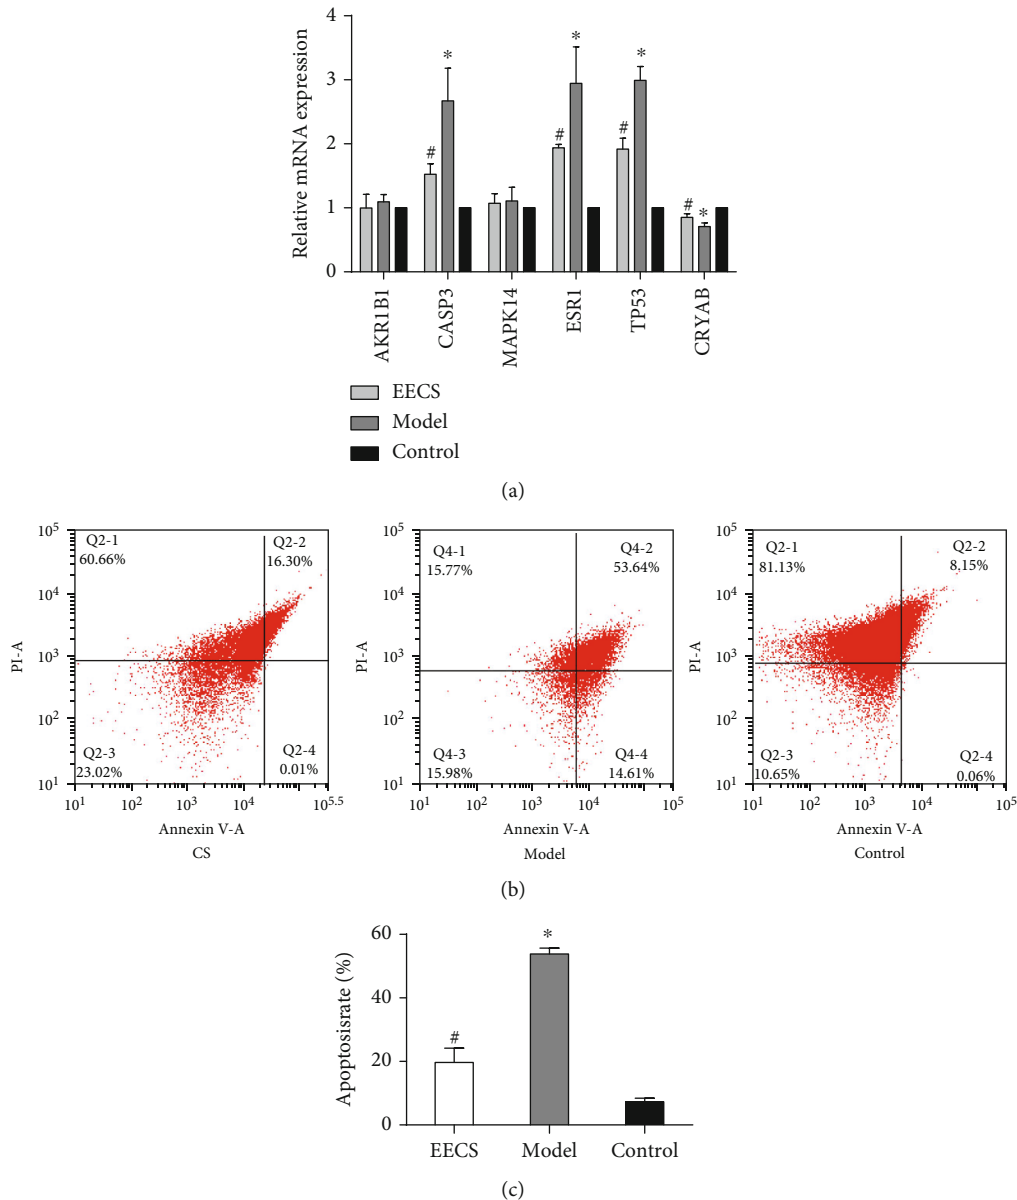 4
3
2
1
0
Relative mRNA expression
# * # * # * # *
AKR1B1
CASP3
MAPK14
ESR1
TP53
CRYAB
EECS
Model
Control
(a)
10^5
10^4
10^3
10^2
10^1
PI-A
Q2-1
60.66%
Q2-2
16.30%
Q2-3
23.02%
Q2-4
0.01%
10^1 10^2 10^3 10^4 10^5.5
Annexin V-A
CS
10^5
10^4
10^3
10^2
10^1
PI-A
Q4-1
15.77%
Q4-2
53.64%
Q4-3
15.98%
Q4-4
14.61%
10^1 10^2 10^3 10^4 10^5
Annexin V-A
Model
10^5
10^4
10^3
10^2
10^1
PI-A
Q2-1
81.13%
Q2-2
8.15%
Q2-3
10.65%
Q2-4
0.06%
10^1 10^2 10^3 10^4 10^5
Annexin V-A
Control
(b)
60
40
20
0
Apoptosisrate (%)
# *
EECS Model Control
(c)